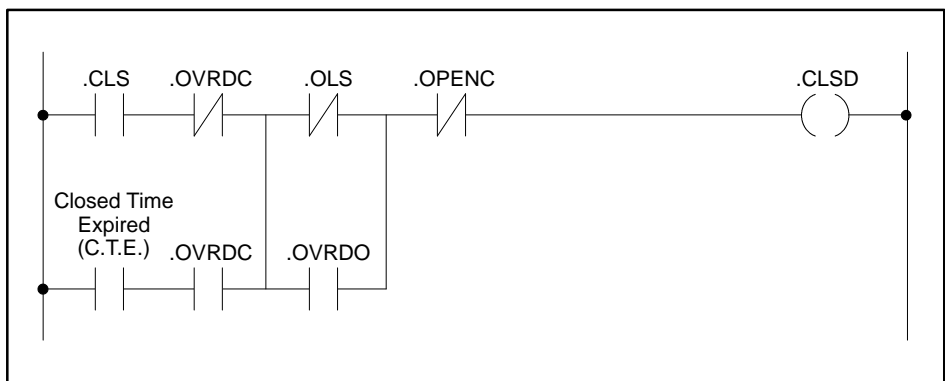 .CLS .OVRDC .OLS .OPENC .CLSD
Closed Time
Expired
(C.T.E.) .OVRDC .OVRDO